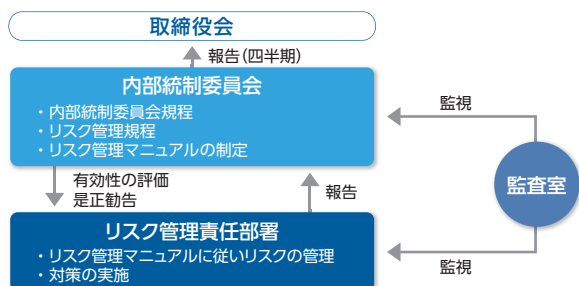 取締役会
報告(四半期)
内部統制委員会
・内部統制委員会規程
・リスク管理規程
・リスク管理マニュアルの制定
監視
有効性の評価
是正勧告
報告
監査室
リスク管理責任部署
・リスク管理マニュアルに従いリスクの管理
・対策の実施
監視